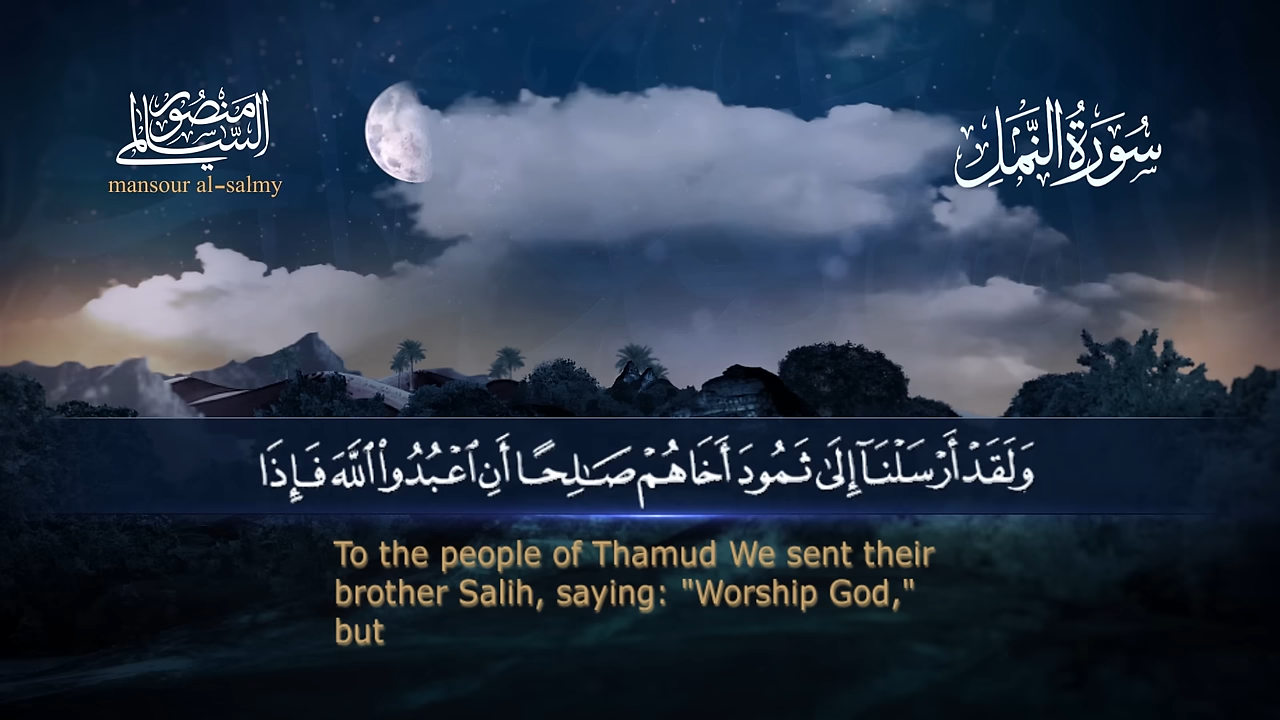 منصور السالمي
mansour al-salmy
سُورَةُ النَّمْلِ
وَلَقَدْ أَرْسَلْنَآ إِلَىٰ ثَمُودَ أَخَاهُمْ صَـٰلِحًا أَنِ ٱعْبُدُوا۟ ٱللَّهَ فَإِذَا
To the people of Thamud We sent their
brother Salih, saying: "Worship God,"
but